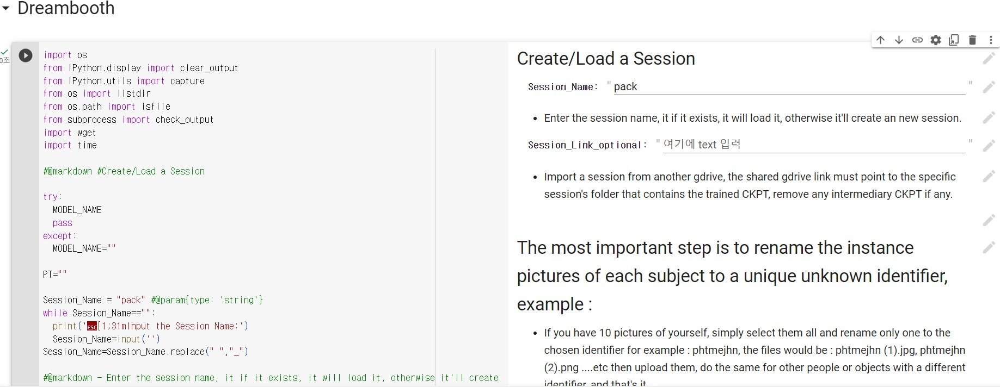 Dreambooth
0초
import os
from IPython.display import clear_output
from IPython.utils import capture
from os import listdir
from os.path import isfile
from subprocess import check_output
import wget
import time
#@markdown #Create/Load a Session
try:
  MODEL_NAME
  pass
except:
  MODEL_NAME=""
PT=""
Session_Name = "pack" #@param{type: 'string'}
while Session_Name=="":
  print('ESC[1;31mInput the Session Name:')
  Session_Name=input('')
Session_Name=Session_Name.replace(" ","_")
#@markdown - Enter the session name, it if it exists, it will load it, otherwise it'll create
Create/Load a Session
Session_Name: "pack"
• Enter the session name, it if it exists, it will load it, otherwise it'll create an new session.
Session_Link_optional: "여기에 text 입력"
• Import a session from another gdrive, the shared gdrive link must point to the specific
session's folder that contains the trained CKPT, remove any intermediary CKPT if any.
The most important step is to rename the instance
pictures of each subject to a unique unknown identifier,
example :
• If you have 10 pictures of yourself, simply select them all and rename only one to the
chosen identifier for example : phtmejhn, the files would be : phtmejhn (1).jpg, phtmejhn
(2).png ....etc then upload them, do the same for other people or objects with a different
identifier, and that's it